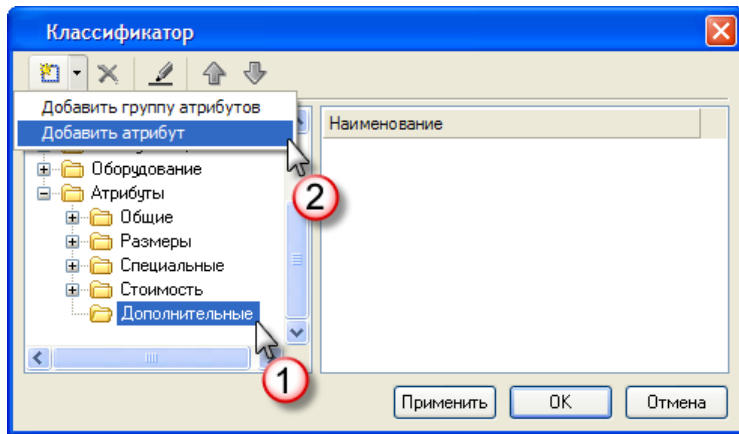 Классификатор
Добавить группу атрибутов
Добавить атрибут
Наименование
Оборудование
Атрибуты
Общие
Размеры
Специальные
Стоимость
Дополнительные
1
2
Применить
OK
Отмена